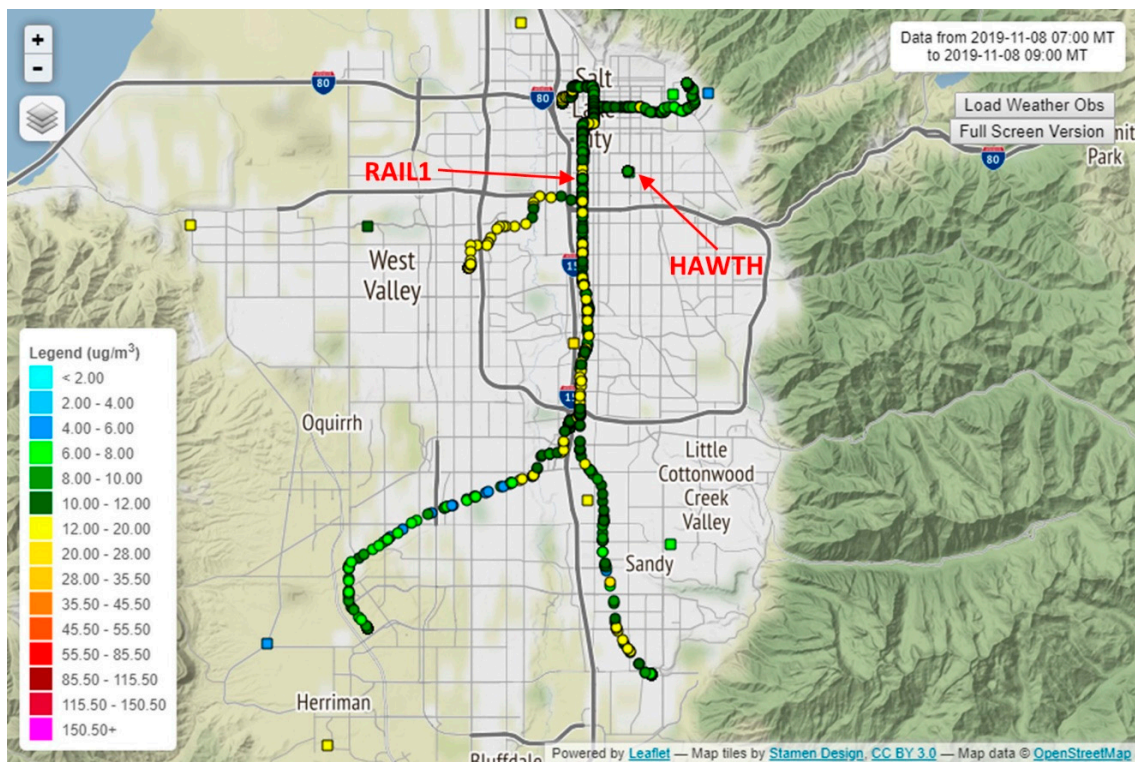 +
-
Data from 2019-11-08 07:00 MT
to 2019-11-08 09:00 MT
Load Weather Obs
Full Screen Version
80
80
80
Salt
Lake
City
Park
RAIL1
HAWTH
West
Valley
15
15
Oquirrh
Little
Cottonwood
Creek
Valley
Sandy
Herriman
Bluffdale
Legend (ug/m³)
< 2.00
2.00 - 4.00
4.00 - 6.00
6.00 - 8.00
8.00 - 10.00
10.00 - 12.00
12.00 - 20.00
20.00 - 28.00
28.00 - 35.50
35.50 - 45.50
45.50 - 55.50
55.50 - 85.50
85.50 - 115.50
115.50 - 150.50
150.50+
Powered by Leaflet — Map tiles by Stamen Design, CC BY 3.0 — Map data © OpenStreetMap